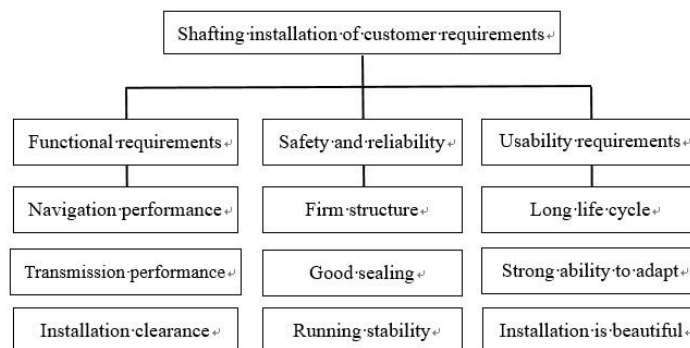 Shafting·installation·of·customer·requirements↵
Functional·requirements↵
Safety·and·reliability↵
Usability·requirements↵
Navigation·performance↵
Firm·structure↵
Long·life·cycle↵
Transmission·performance↵
Good·sealing↵
Strong·ability·to·adapt↵
Installation·clearance↵
Running·stability↵
Installation·is·beautiful↵